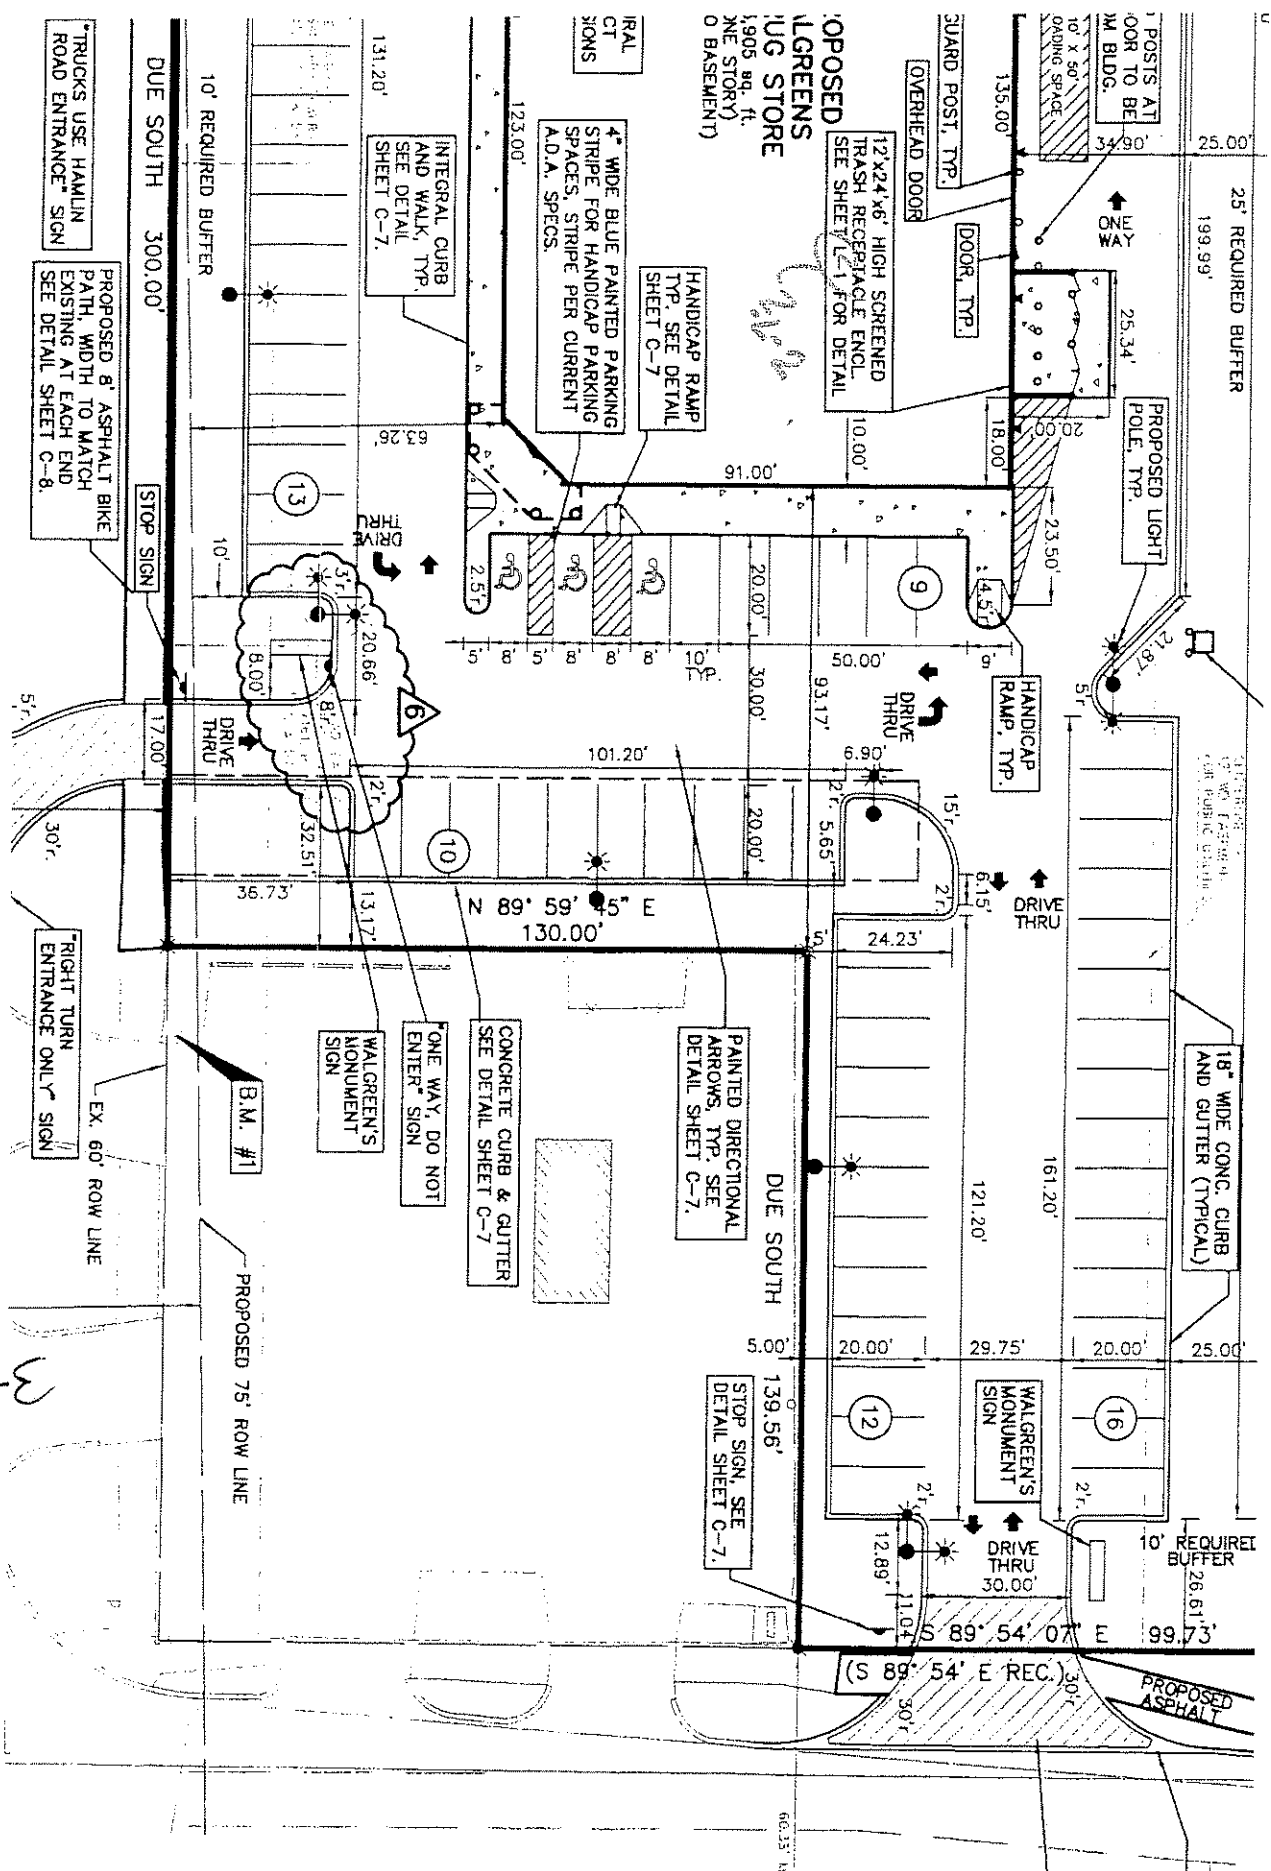 POSTS AT
DOOR TO BE
OM BLDG.
10' X 50'
OADING SPACE
GUARD POST, TYP.
OVERHEAD DOOR
135.00'
34.90'
25.00'
25' REQUIRED BUFFER
199.99'
ONE
WAY
DOOR, TYP.
25.34'
20.00'
18.00'
10.00'
23.50'
PROPOSED LIGHT
POLE, TYP.
12'x24'x6' HIGH SCREENED
TRASH RECEPTACLE ENCL.
SEE SHEET L-1 FOR DETAIL
OPOSED
ALGREENS
UG STORE
,905 sq. ft.
ONE STORY)
O BASEMENT)
HANDICAP RAMP
TYP. SEE DETAIL
SHEET C-7
4" WIDE BLUE PAINTED PARKING
STRIPE FOR HANDICAP PARKING
SPACES, STRIPE PER CURRENT
A.D.A. SPECS.
RAL
CT
SIONS
123.00'
INTEGRAL CURB
AND WALK, TYP.
SEE DETAIL
SHEET C-7.
131.20'
10' REQUIRED BUFFER
DUE SOUTH 300.00'
"TRUCKS USE HAMLIN
ROAD ENTRANCE" SIGN
PROPOSED 8' ASPHALT BIKE
PATH, WIDTH TO MATCH
EXISTING AT EACH END
SEE DETAIL SHEET C-8.
STOP SIGN
63.26'
13
10'
91.00'
DRIVE
THRU
2.5'r
9
4.5'r
20.00'
5'
8'
5'
8'
8'
8'
10'
TYP.
50.00'
9'
HANDICAP
RAMP, TYP.
21.87'
5'r
30.00'
93.17'
DRIVE
THRU
3'r.
20.66'
8.00'
8'r.
6
2'r.
17.00'
DRIVE
THRU
5'r.
30'r.
32.51'
36.73'
13.17'
101.20'
10
20.00'
6.90'
2'r.
5.65'
15'r.
2'r.
6.15'
DRIVE
THRU
N 89° 59' 45" E
130.00'
5'
24.23'
"RIGHT TURN
ENTRANCE ONLY" SIGN
B.M. #1
EX. 60' ROW LINE
PROPOSED 75' ROW LINE
WALGREEN'S
MONUMENT
SIGN
"ONE WAY, DO NOT
ENTER" SIGN
CONCRETE CURB & GUTTER
SEE DETAIL SHEET C-7
PAINTED DIRECTIONAL
ARROWS, TYP. SEE
DETAIL SHEET C-7.
18" WIDE CONC. CURB
AND GUTTER (TYPICAL)
161.20'
121.20'
DUE SOUTH 139.56'
5.00'
20.00'
29.75'
20.00'
25.00'
12
16
WALGREEN'S
MONUMENT
SIGN
STOP SIGN, SEE
DETAIL SHEET C-7.
2'r.
2'r.
DRIVE
THRU
30.00'
12.89'
11.04'
10' REQUIRED
BUFFER
26.61'
S 89° 54' 07" E 99.73'
(S 89° 54' E REC.)
30'r.
30'r.
PROPOSED
ASPHALT
60.33'